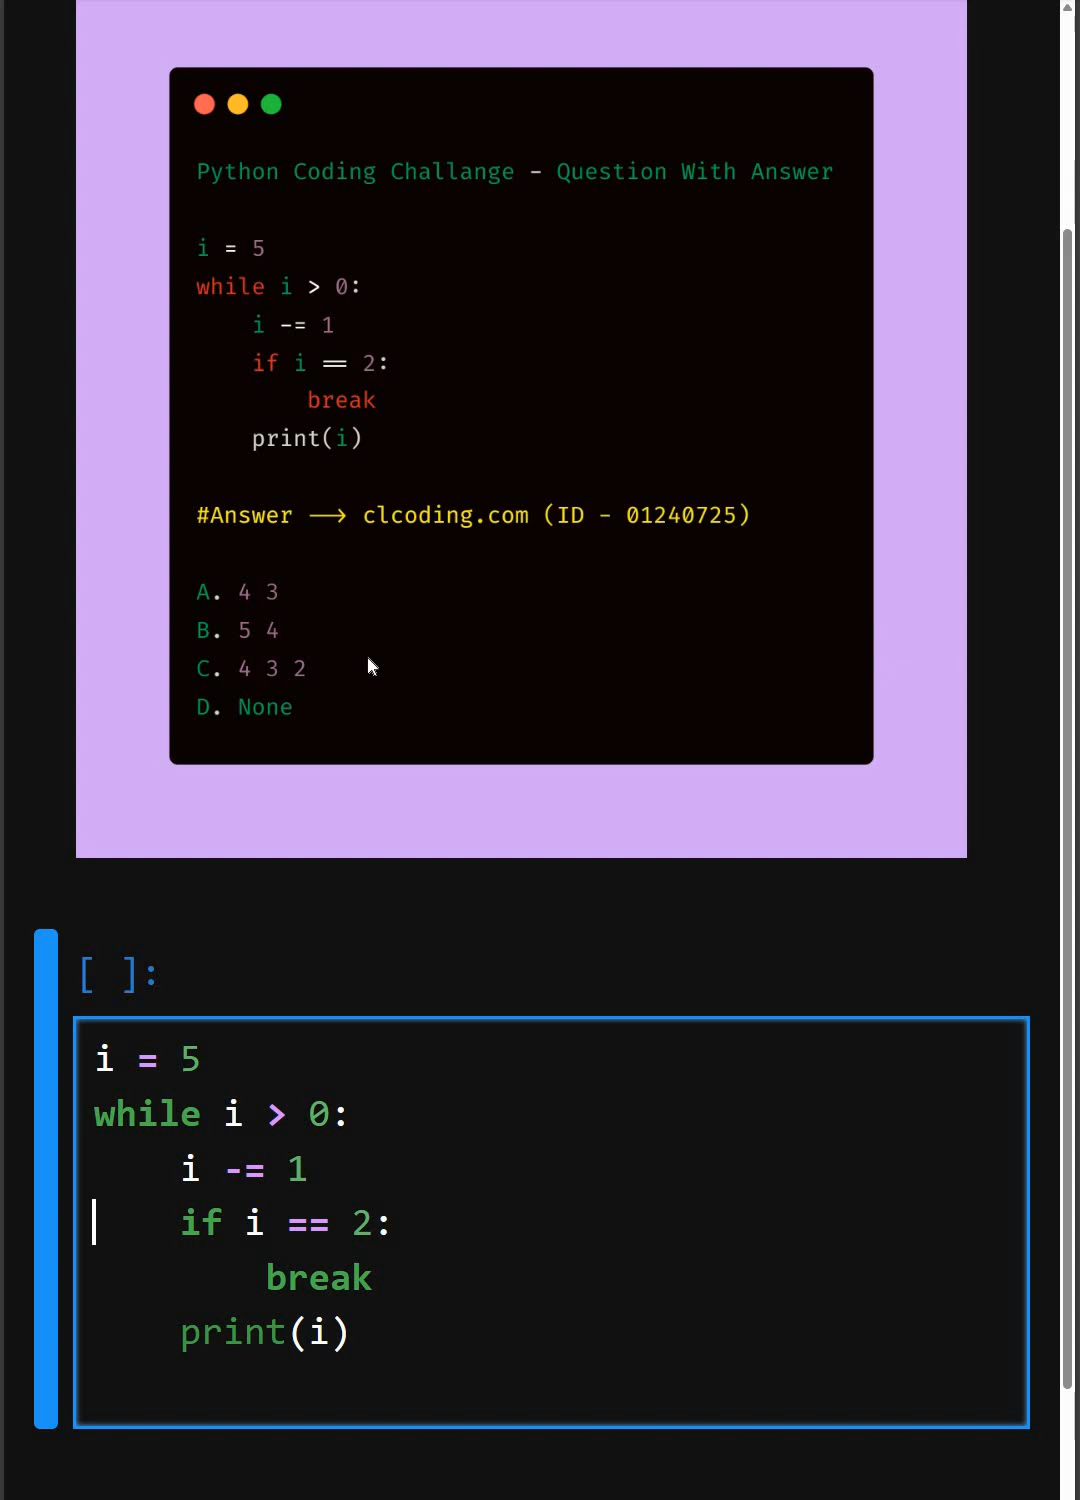 Python Coding Challange - Question With Answer
i = 5
while i > 0:
    i -= 1
    if i == 2:
        break
    print(i)
#Answer --> clcoding.com (ID - 01240725)
A. 4 3
B. 5 4
C. 4 3 2
D. None
[ ]:
i = 5
while i > 0:
    i -= 1
    if i == 2:
        break
    print(i)